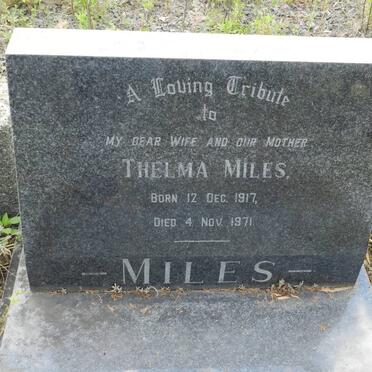 A Loving Tribute
to
MY DEAR WIFE AND OUR MOTHER
THELMA MILES,
BORN 12 DEC. 1917,
DIED 4 NOV. 1971
– MILES –